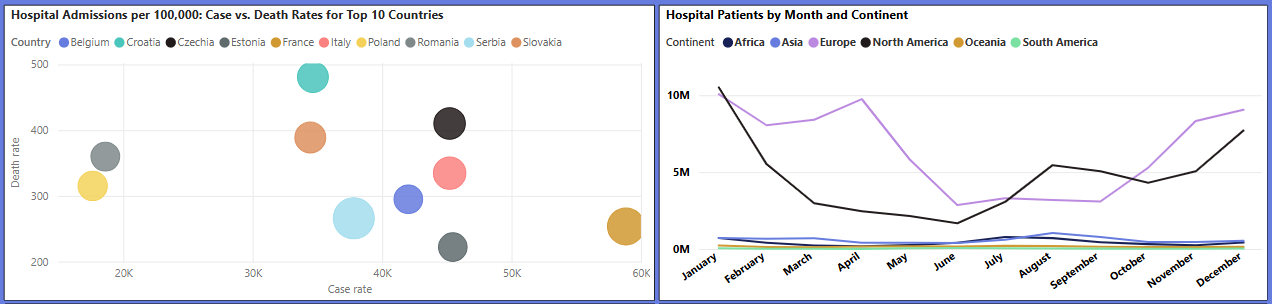 Hospital Admissions per 100,000: Case vs. Death Rates for Top 10 Countries
Country Belgium Croatia Czechia Estonia France Italy Poland Romania Serbia Slovakia
500
400
300
200
Death rate
20K 30K 40K 50K 60K
Case rate
Hospital Patients by Month and Continent
Continent Africa Asia Europe North America Oceania South America
10M
5M
0M
January February March April May June July August September October November December